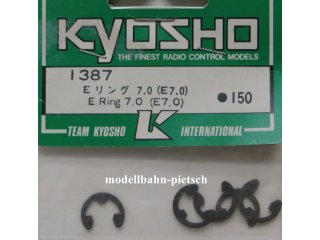 KYOSHO
THE FINEST RADIO CONTROL MODELS
1387
Eリング 7.0 (E7.0)
E Ring 7.0 (E7.0)
●150
TEAM KYOSHO K INTERNATIONAL
modellbahn-pietsch